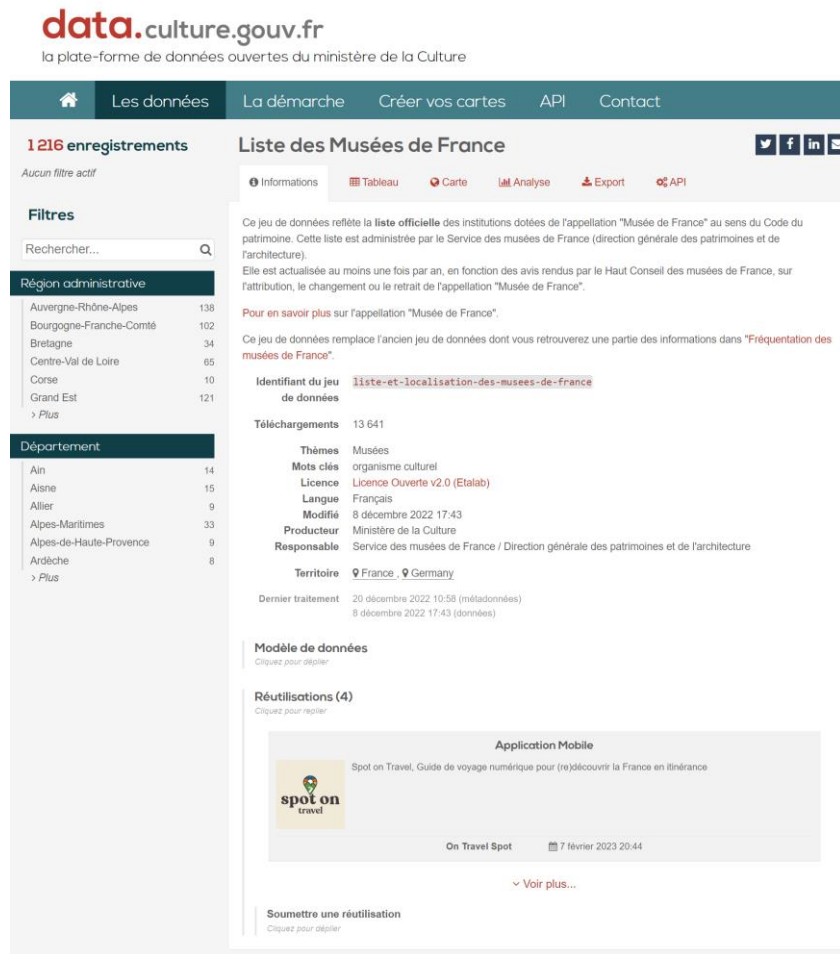 data.culture.gouv.fr
la plate-forme de données ouvertes du ministère de la Culture
Les données La démarche Créer vos cartes API Contact
1 216 enregistrements
Aucun filtre actif
Filtres
Rechercher...
Région administrative
Auvergne-Rhône-Alpes 138
Bourgogne-Franche-Comté 102
Bretagne 34
Centre-Val de Loire 65
Corse 10
Grand Est 121
> Plus
Département
Ain 14
Aisne 15
Allier 9
Alpes-Maritimes 33
Alpes-de-Haute-Provence 9
Ardèche 8
> Plus
Liste des Musées de France
Informations Tableau Carte Analyse Export API
Ce jeu de données reflète la liste officielle des institutions dotées de l'appellation "Musée de France" au sens du Code du
patrimoine. Cette liste est administrée par le Service des musées de France (direction générale des patrimoines et de
l'architecture).
Elle est actualisée au moins une fois par an, en fonction des avis rendus par le Haut Conseil des musées de France, sur
l'attribution, le changement ou le retrait de l'appellation "Musée de France".
Pour en savoir plus sur l'appellation "Musée de France".
Ce jeu de données remplace l'ancien jeu de données dont vous retrouverez une partie des informations dans "Fréquentation des
musées de France".
Identifiant du jeu de données liste-et-localisation-des-musees-de-france
Téléchargements 13 641
Thèmes Musées
Mots clés organisme culturel
Licence Licence Ouverte v2.0 (Etalab)
Langue Français
Modifié 8 décembre 2022 17:43
Producteur Ministère de la Culture
Responsable Service des musées de France / Direction générale des patrimoines et de l'architecture
Territoire France , Germany
Dernier traitement 20 décembre 2022 10:58 (métadonnées)
8 décembre 2022 17:43 (données)
Modèle de données
Cliquez pour déplier
Réutilisations (4)
Cliquez pour replier
Application Mobile
Spot on Travel, Guide de voyage numérique pour (re)découvrir la France en itinérance
spot on
travel
On Travel Spot 7 février 2023 20:44
Voir plus...
Soumettre une réutilisation
Cliquez pour déplier